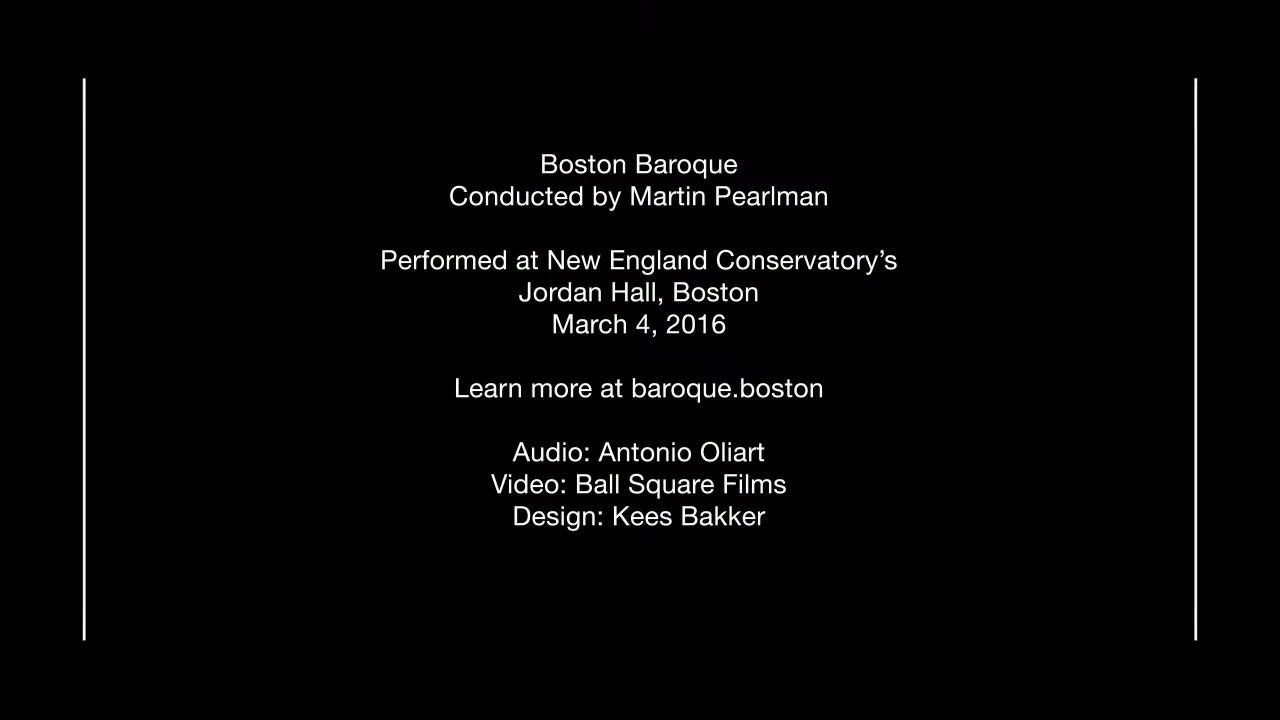 Boston Baroque
Conducted by Martin Pearlman
Performed at New England Conservatory’s
Jordan Hall, Boston
March 4, 2016
Learn more at baroque.boston
Audio: Antonio Oliart
Video: Ball Square Films
Design: Kees Bakker